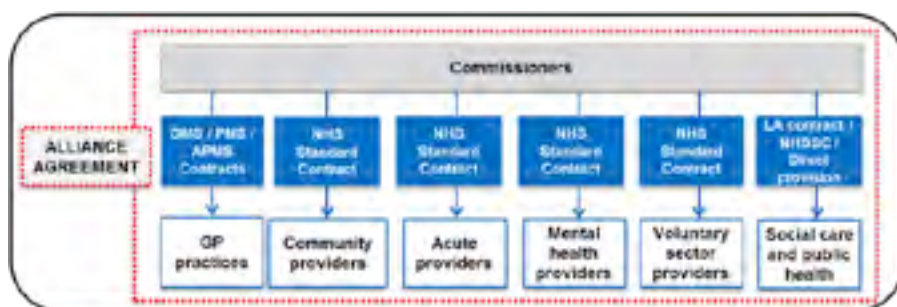 Commissioners
ALLIANCE
AGREEMENT
GMS / PMS /
APMS
Contracts
NHS
Standard
Contract
NHS
Standard
Contract
NHS
Standard
Contract
NHS
Standard
Contract
LA contract /
NHSSC /
Direct
provision
GP
practices
Community
providers
Acute
providers
Mental
health
providers
Voluntary
sector
providers
Social care
and public
health